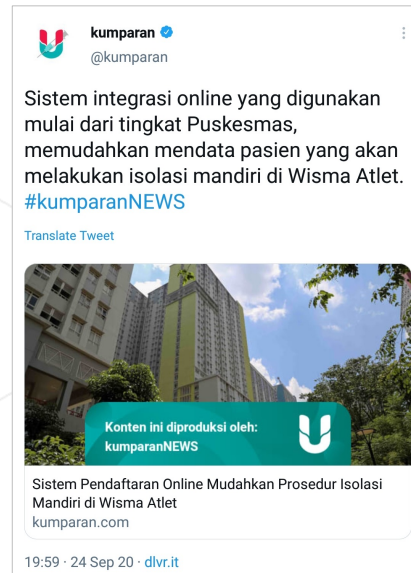 kumparan
@kumparan
Sistem integrasi online yang digunakan
mulai dari tingkat Puskesmas,
memudahkan mendata pasien yang akan
melakukan isolasi mandiri di Wisma Atlet.
#kumparanNEWS
Translate Tweet
Konten ini diproduksi oleh:
kumparanNEWS
Sistem Pendaftaran Online Mudahkan Prosedur Isolasi
Mandiri di Wisma Atlet
kumparan.com
19:59 · 24 Sep 20 · dlvr.it